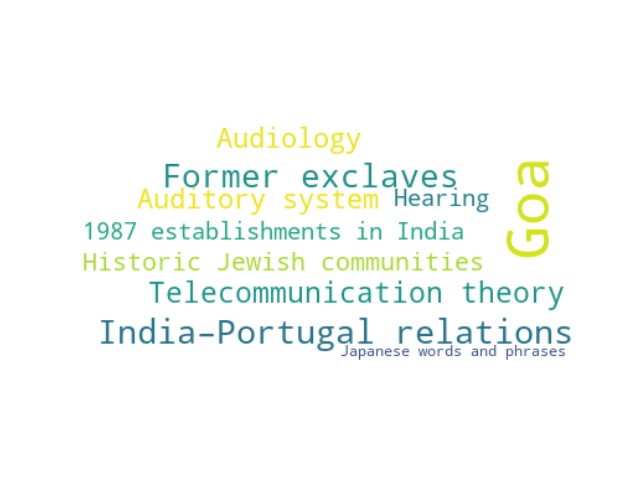 Audiology
Former exclaves
Goa
Auditory system
Hearing
1987 establishments in India
Historic Jewish communities
Telecommunication theory
India–Portugal relations
Japanese words and phrases